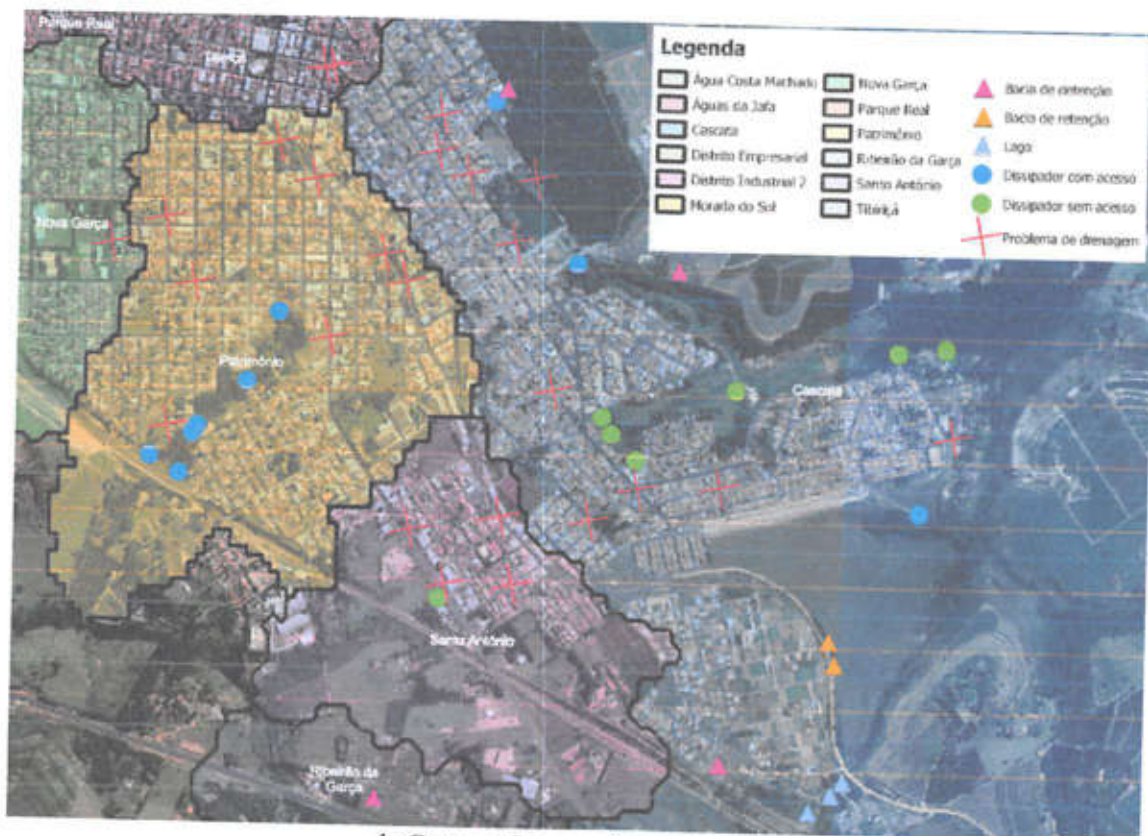 Parque Real
Legenda
Água Costa Machado
Águas da Jafa
Cascata
Distrito Empresarial
Distrito Industrial 2
Morada do Sol
Nova Garça
Parque Real
Patrimônio
Ribeirão da Garça
Santo Antônio
Tibiriçá
Bacia de detenção
Bacia de retenção
Lago
Dissipador com acesso
Dissipador sem acesso
Problema de drenagem
Nova Garça
Patrimônio
Cascata
Santo Antônio
Ribeirão da
Garça